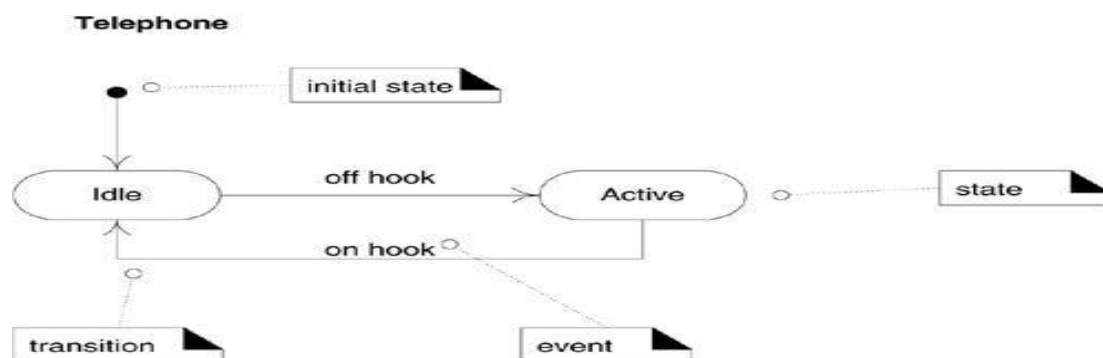 Telephone
initial state
off hook
Idle
Active
state
on hook
transition
event